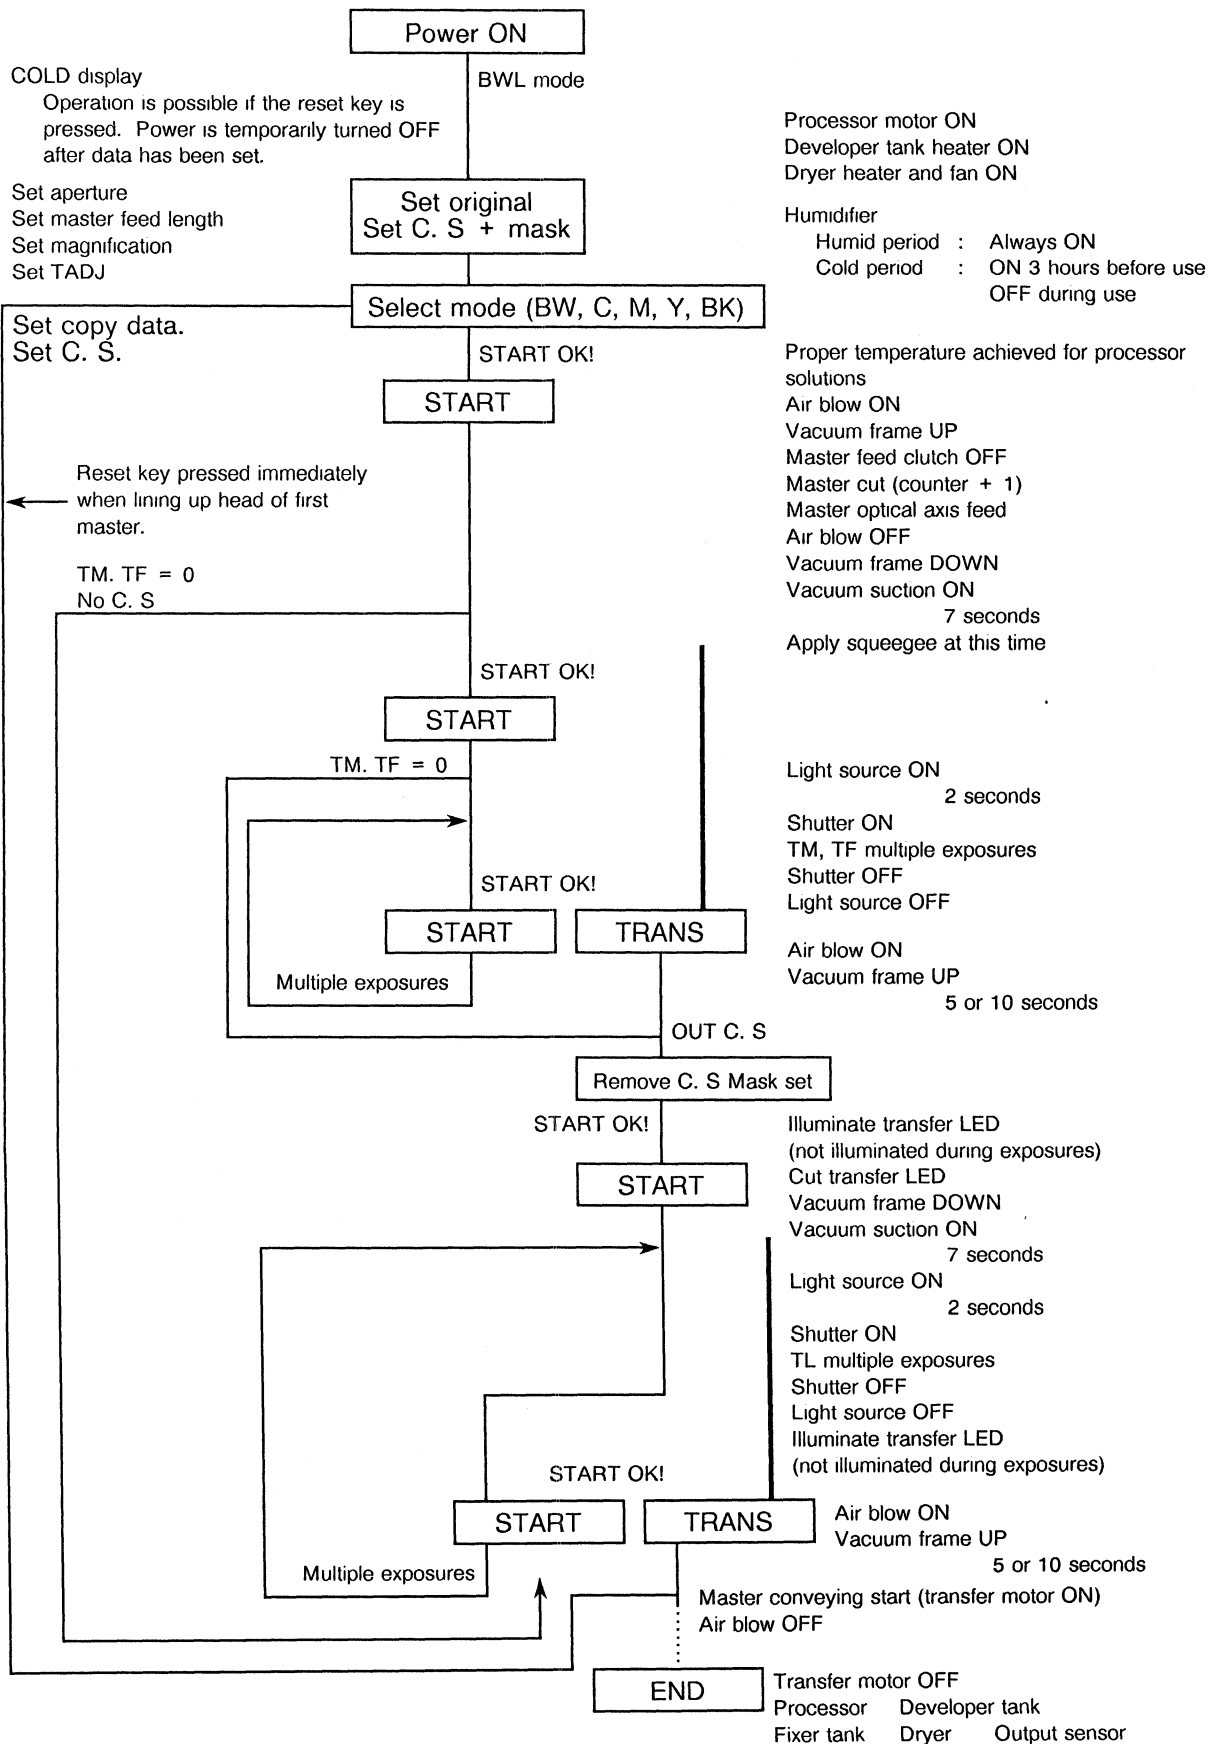 Power ON
COLD display
BWL mode
Operation is possible if the reset key is
pressed. Power is temporarily turned OFF
after data has been set.
Processor motor ON
Developer tank heater ON
Dryer heater and fan ON
Set aperture
Set master feed length
Set magnification
Set TADJ
Set original
Set C. S + mask
Humidifier
Humid period : Always ON
Cold period : ON 3 hours before use
OFF during use
Select mode (BW, C, M, Y, BK)
Set copy data.
Set C. S.
START OK!
START
Proper temperature achieved for processor
solutions
Air blow ON
Vacuum frame UP
Master feed clutch OFF
Master cut (counter + 1)
Master optical axis feed
Air blow OFF
Vacuum frame DOWN
Vacuum suction ON
7 seconds
Apply squeegee at this time
Reset key pressed immediately
when lining up head of first
master.
TM. TF = 0
No C. S
START OK!
START
TM. TF = 0
Light source ON
2 seconds
Shutter ON
TM, TF multiple exposures
Shutter OFF
Light source OFF
START OK!
START
TRANS
Multiple exposures
Air blow ON
Vacuum frame UP
5 or 10 seconds
OUT C. S
Remove C. S Mask set
START OK!
START
Illuminate transfer LED
(not illuminated during exposures)
Cut transfer LED
Vacuum frame DOWN
Vacuum suction ON
7 seconds
Light source ON
2 seconds
Shutter ON
TL multiple exposures
Shutter OFF
Light source OFF
Illuminate transfer LED
(not illuminated during exposures)
START OK!
START
TRANS
Multiple exposures
Air blow ON
Vacuum frame UP
5 or 10 seconds
Master conveying start (transfer motor ON)
Air blow OFF
END
Transfer motor OFF
Processor Developer tank
Fixer tank Dryer Output sensor